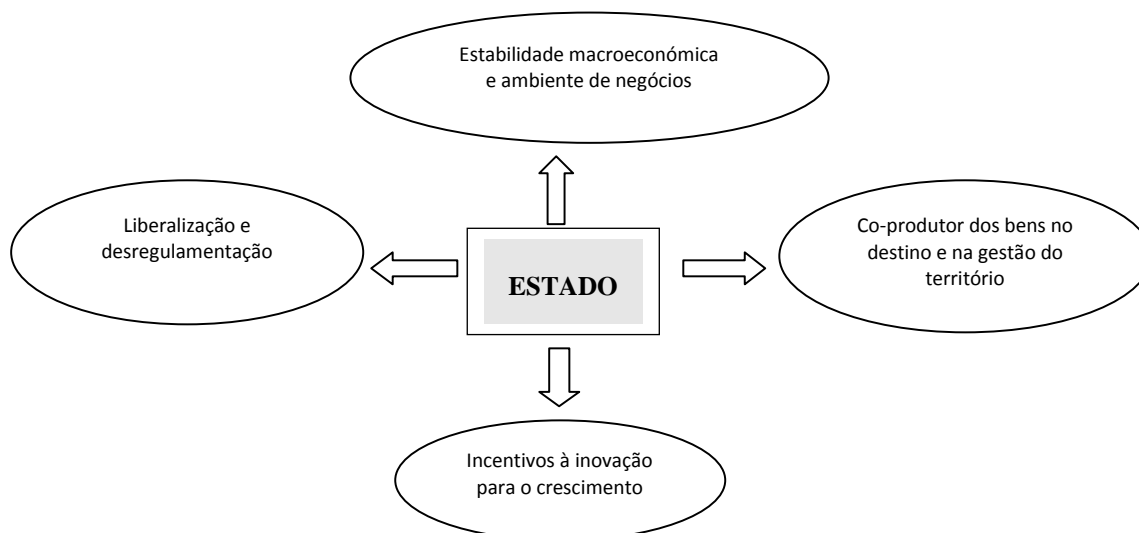 Estabilidade macroeconómica
e ambiente de negócios
Liberalização e
desregulamentação
ESTADO
Co-produtor dos bens no
destino e na gestão do
território
Incentivos à inovação
para o crescimento